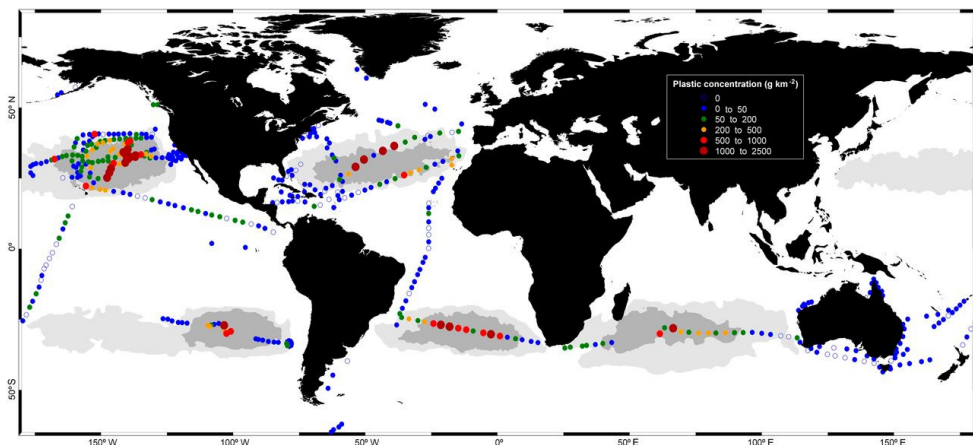 Plastic concentration (g km⁻²)
0
0 to 50
50 to 200
200 to 500
500 to 1000
1000 to 2500
50°N
0°
50°S
150° W
100° W
50° W
0°
50° E
100° E
150° E